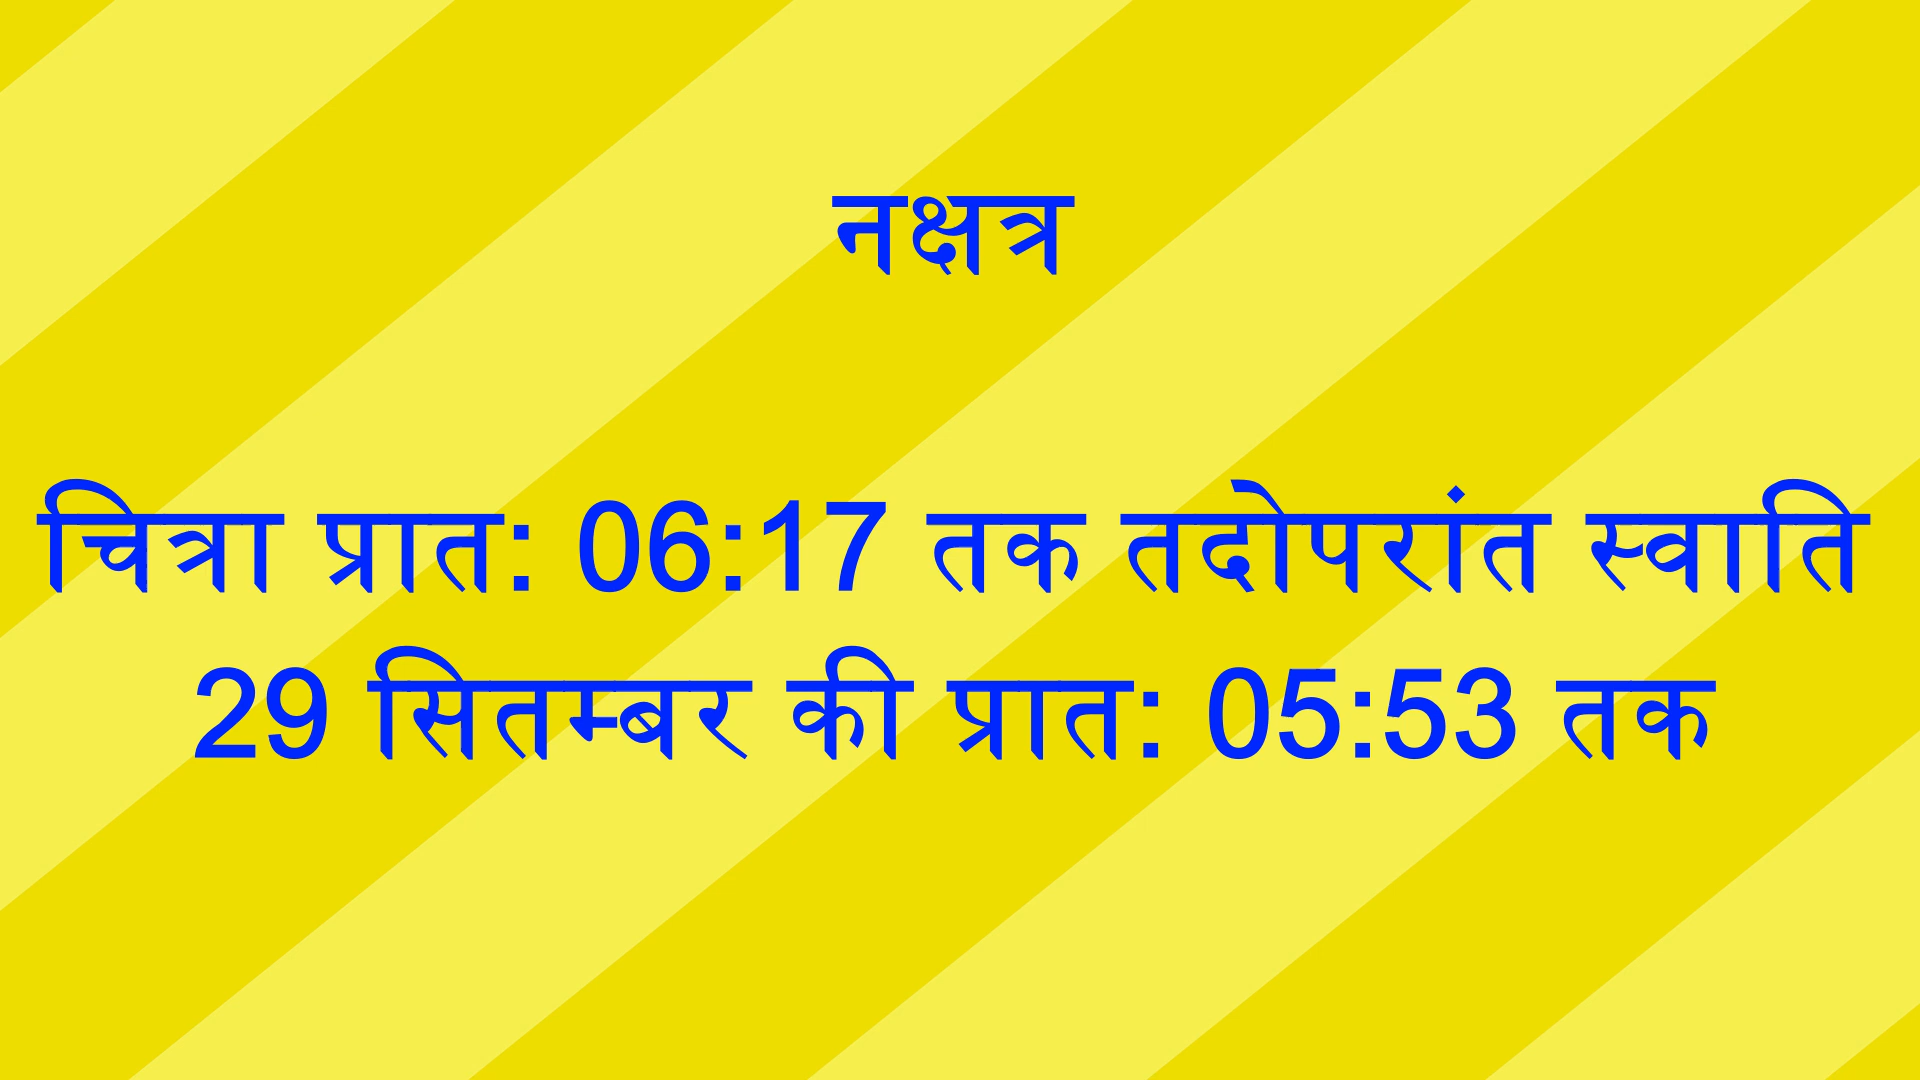 नक्षत्र
चित्रा प्रात: 06:17 तक तदोपरांत स्वाति
29 सितम्बर की प्रात: 05:53 तक